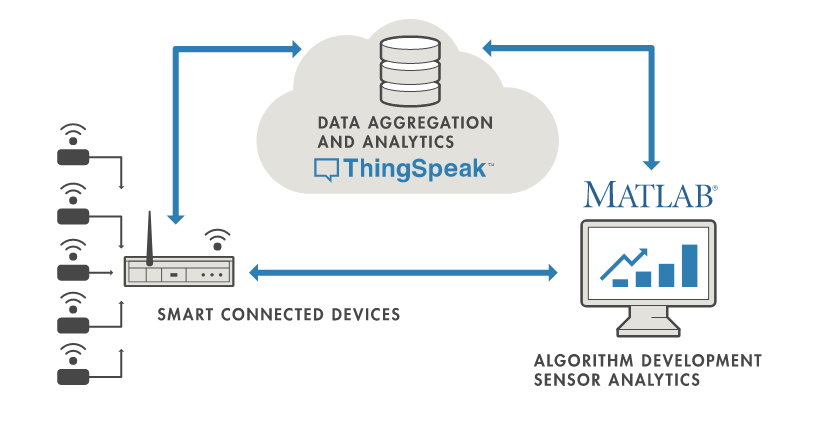 DATA AGGREGATION
AND ANALYTICS
ThingSpeak™
MATLAB®
SMART CONNECTED DEVICES
ALGORITHM DEVELOPMENT
SENSOR ANALYTICS